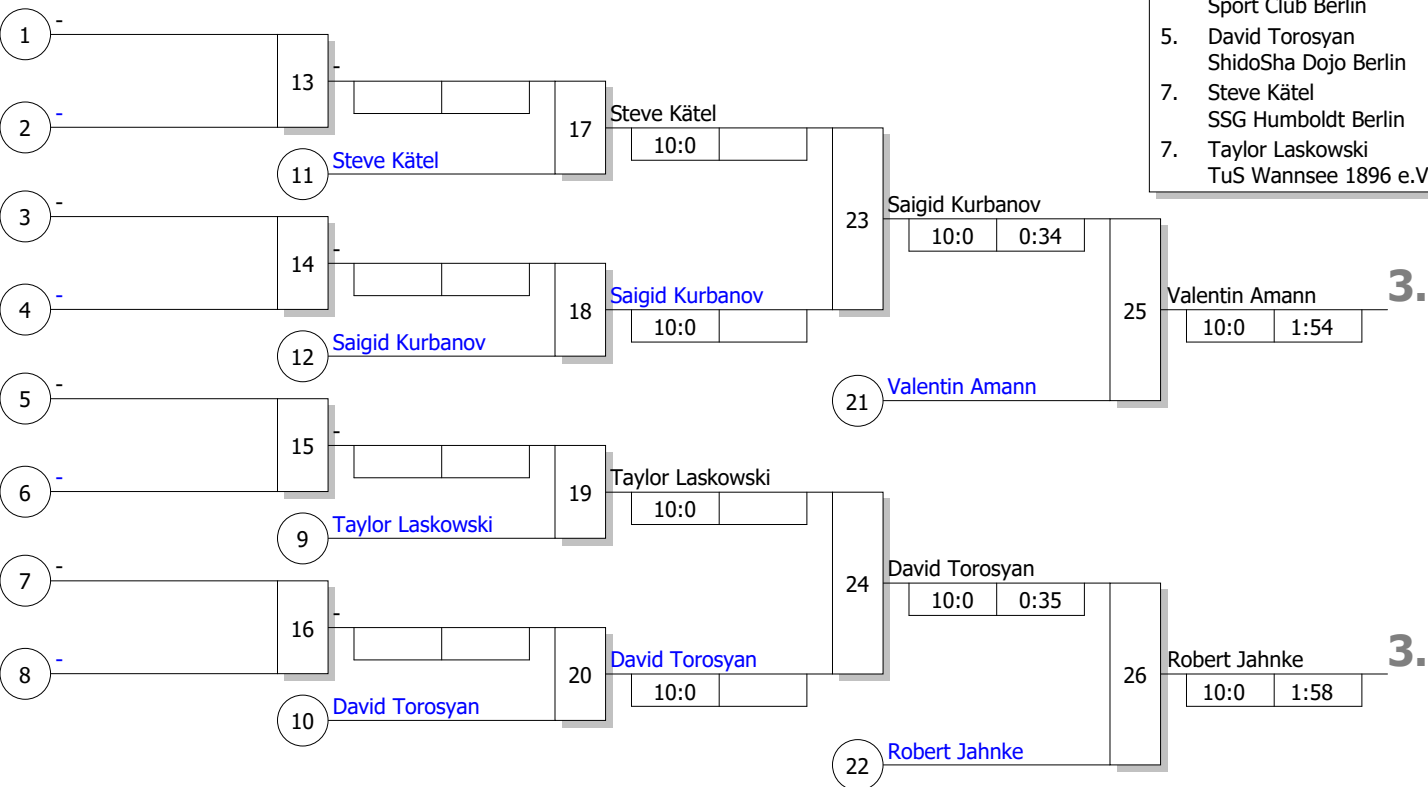 Sport Club Berlin
5. David Torosyan
ShidoSha Dojo Berlin
7. Steve Kätel
SSG Humboldt Berlin
7. Taylor Laskowski
TuS Wannsee 1896 e.V
1 -
2 -
13 -
11 Steve Kätel
17 Steve Kätel
10:0
3 -
4 -
14 -
12 Saigid Kurbanov
18 Saigid Kurbanov
10:0
23 Saigid Kurbanov
10:0 0:34
21 Valentin Amann
25 Valentin Amann 3.
10:0 1:54
5 -
6 -
15 -
9 Taylor Laskowski
19 Taylor Laskowski
10:0
7 -
8 -
16 -
10 David Torosyan
20 David Torosyan
10:0
24 David Torosyan
10:0 0:35
22 Robert Jahnke
26 Robert Jahnke 3.
10:0 1:58